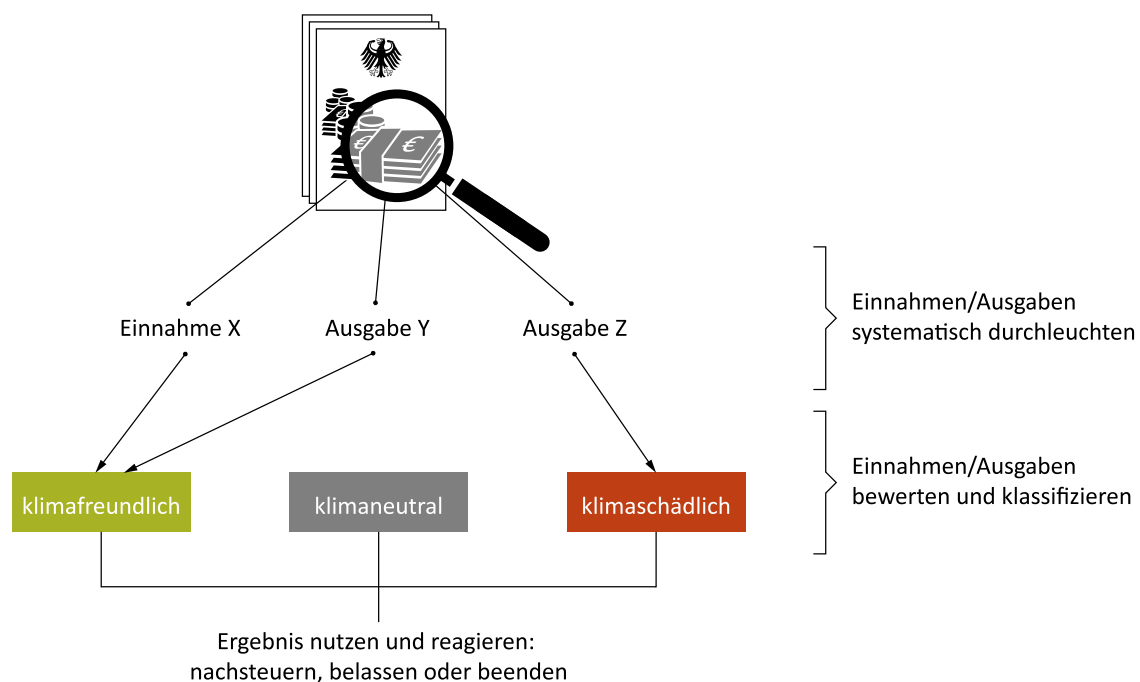 €
€
Einnahme X
Ausgabe Y
Ausgabe Z
Einnahmen/Ausgaben
systematisch durchleuchten
klimafreundlich
klimaneutral
klimaschädlich
Einnahmen/Ausgaben
bewerten und klassifizieren
Ergebnis nutzen und reagieren:
nachsteuern, belassen oder beenden